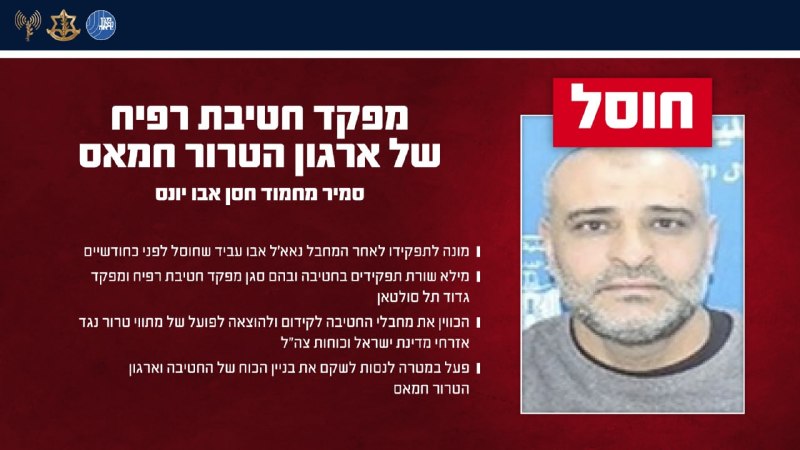 חוסל
מפקד חטיבת רפיח
של ארגון הטרור חמאס
סמיר מחמוד חסן אבו יונס
מונה לתפקידו לאחר המחבל נאא'ל אבו עביד שחוסל לפני כחודשיים
מילא שורת תפקידים בחטיבה ובהם סגן מפקד חטיבת רפיח ומפקד
גדוד תל סולטאן
הכווין את מחבלי החטיבה לקידום ולהוצאה לפועל של מתווי טרור נגד
אזרחי מדינת ישראל וכוחות צה"ל
פעל במטרה לנסות לשקם את בניין הכוח של החטיבה וארגון
הטרור חמאס